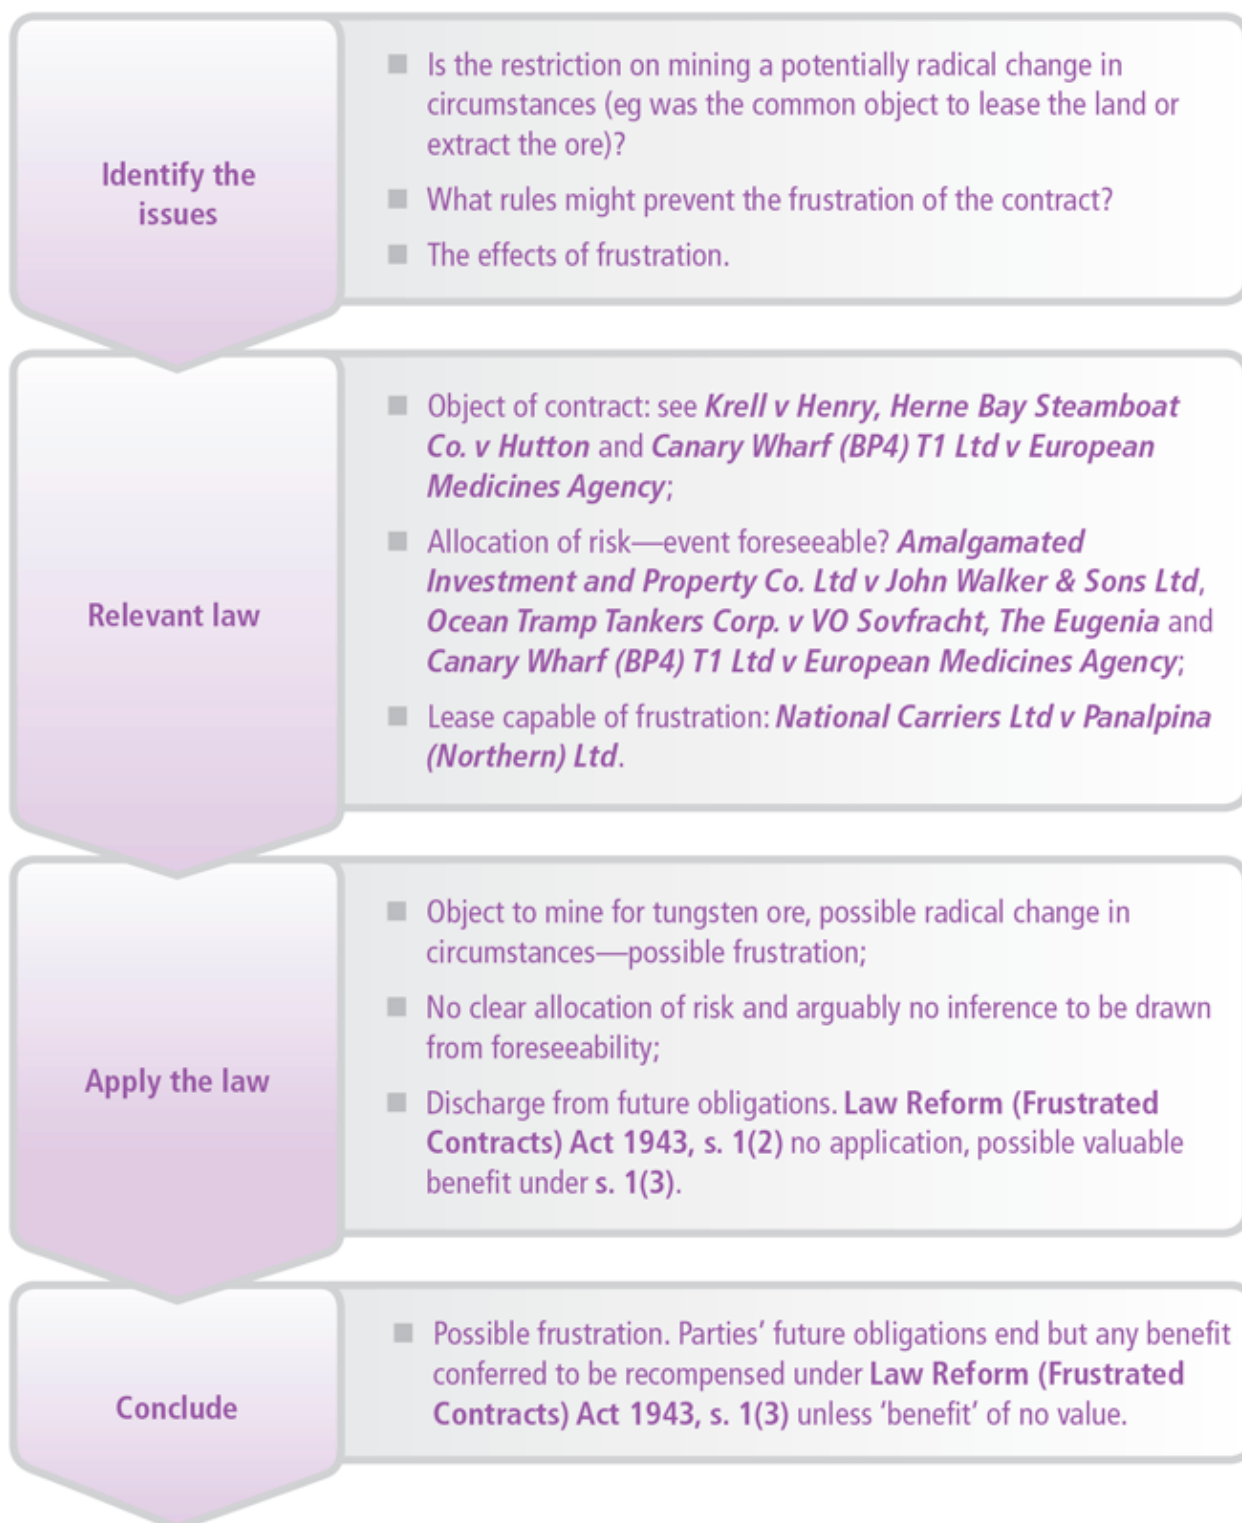 Identify the
issues
■ Is the restriction on mining a potentially radical change in
circumstances (eg was the common object to lease the land or
extract the ore)?
■ What rules might prevent the frustration of the contract?
■ The effects of frustration.
Relevant law
■ Object of contract: see Krell v Henry, Herne Bay Steamboat
Co. v Hutton and Canary Wharf (BP4) T1 Ltd v European
Medicines Agency;
■ Allocation of risk—event foreseeable? Amalgamated
Investment and Property Co. Ltd v John Walker & Sons Ltd,
Ocean Tramp Tankers Corp. v VO Sovfracht, The Eugenia and
Canary Wharf (BP4) T1 Ltd v European Medicines Agency;
■ Lease capable of frustration: National Carriers Ltd v Panalpina
(Northern) Ltd.
Apply the law
■ Object to mine for tungsten ore, possible radical change in
circumstances—possible frustration;
■ No clear allocation of risk and arguably no inference to be drawn
from foreseeability;
■ Discharge from future obligations. Law Reform (Frustrated
Contracts) Act 1943, s. 1(2) no application, possible valuable
benefit under s. 1(3).
Conclude
■ Possible frustration. Parties' future obligations end but any benefit
conferred to be recompensed under Law Reform (Frustrated
Contracts) Act 1943, s. 1(3) unless 'benefit' of no value.